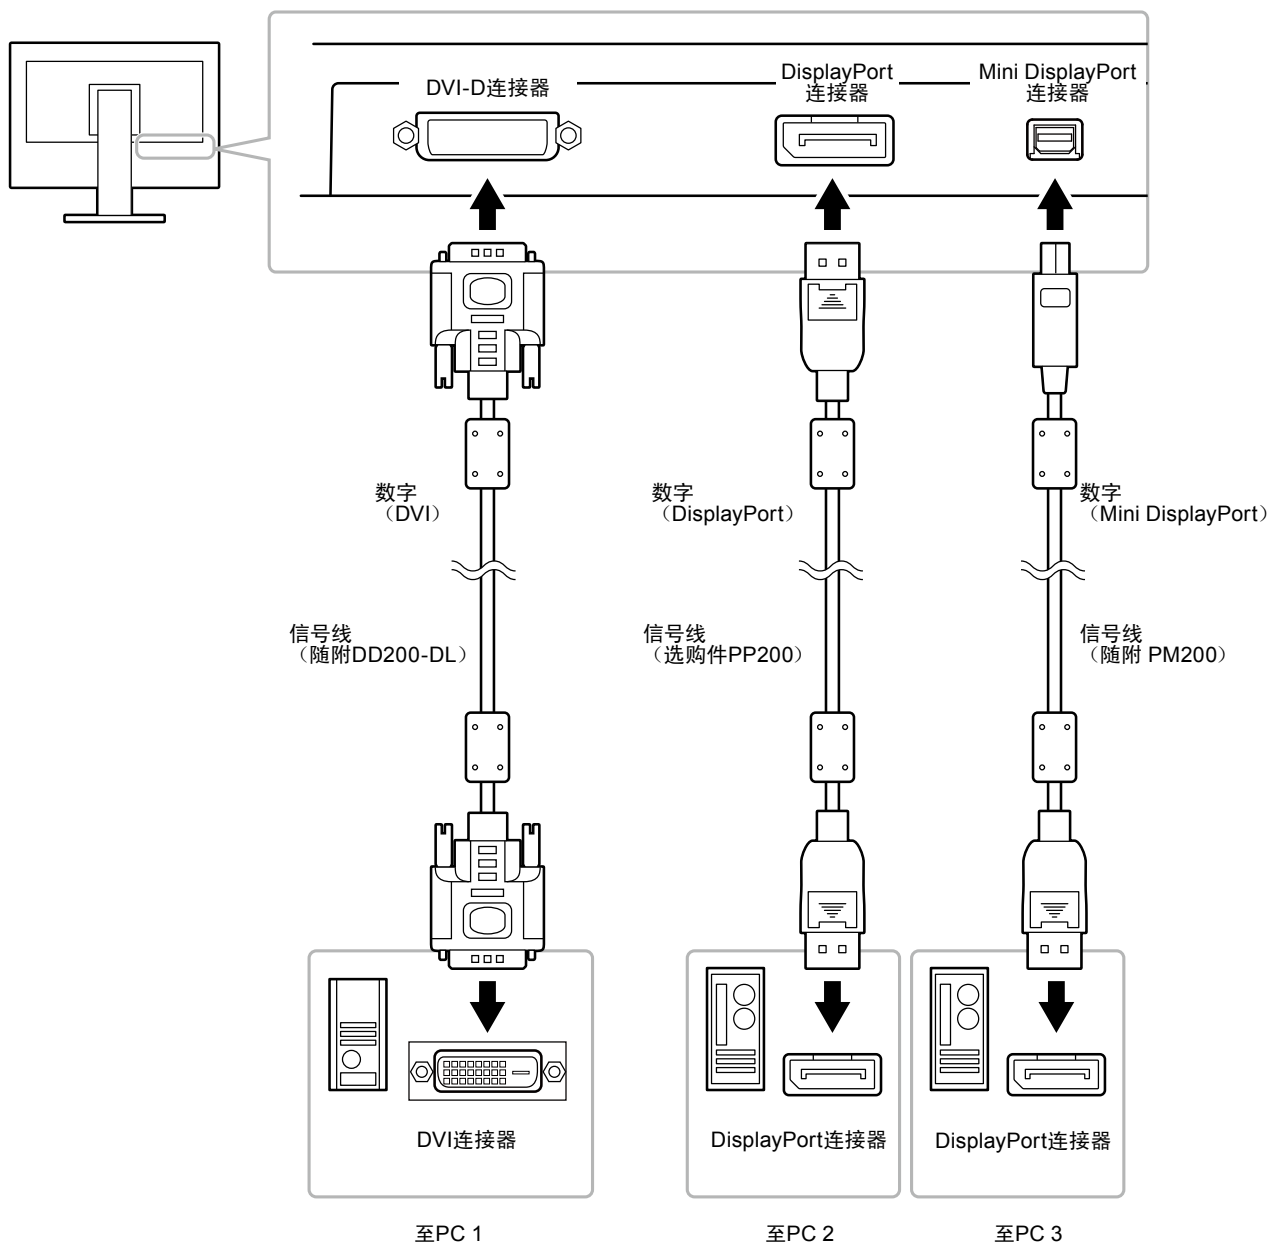 DVI-D连接器
DisplayPort
连接器
Mini DisplayPort
连接器
数字
（DVI）
数字
（DisplayPort）
数字
（Mini DisplayPort）
信号线
（随附DD200-DL）
信号线
（选购件PP200）
信号线
（随附 PM200）
DVI连接器
DisplayPort连接器
DisplayPort连接器
至PC 1
至PC 2
至PC 3